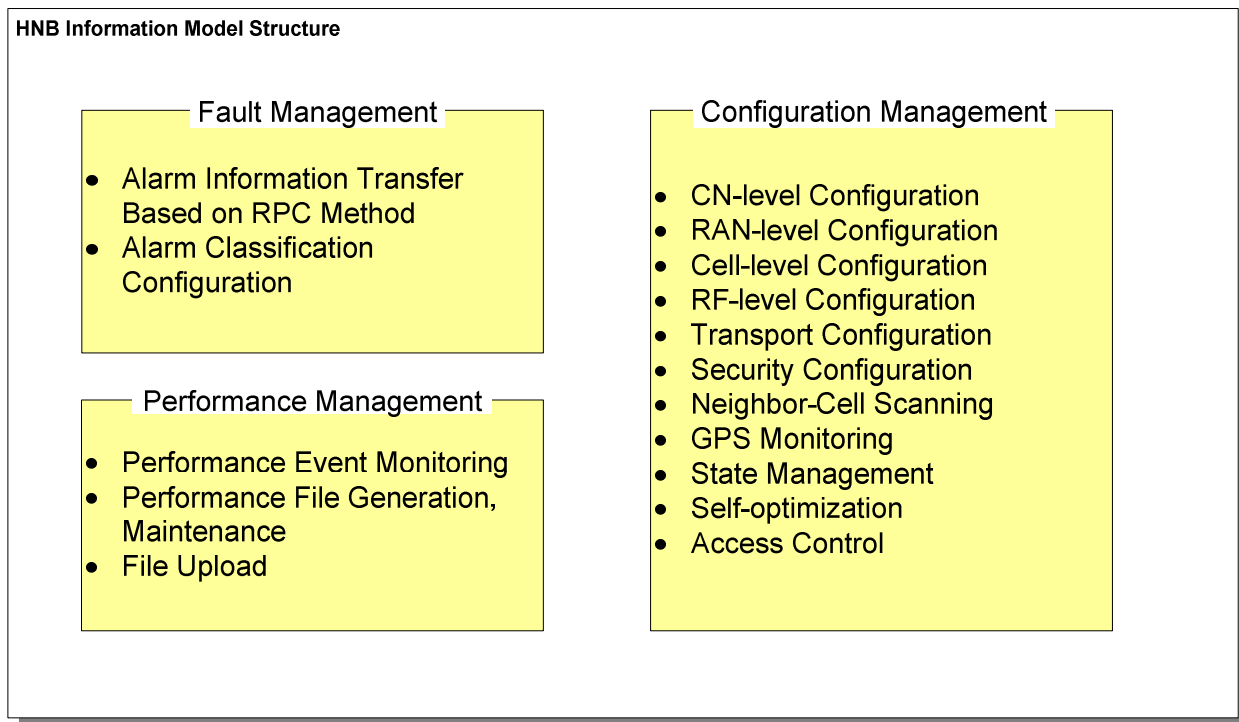 HNB Information Model Structure
Fault Management
● Alarm Information Transfer
Based on RPC Method
● Alarm Classification
Configuration
Performance Management
● Performance Event Monitoring
● Performance File Generation,
Maintenance
● File Upload
Configuration Management
● CN-level Configuration
● RAN-level Configuration
● Cell-level Configuration
● RF-level Configuration
● Transport Configuration
● Security Configuration
● Neighbor-Cell Scanning
● GPS Monitoring
● State Management
● Self-optimization
● Access Control